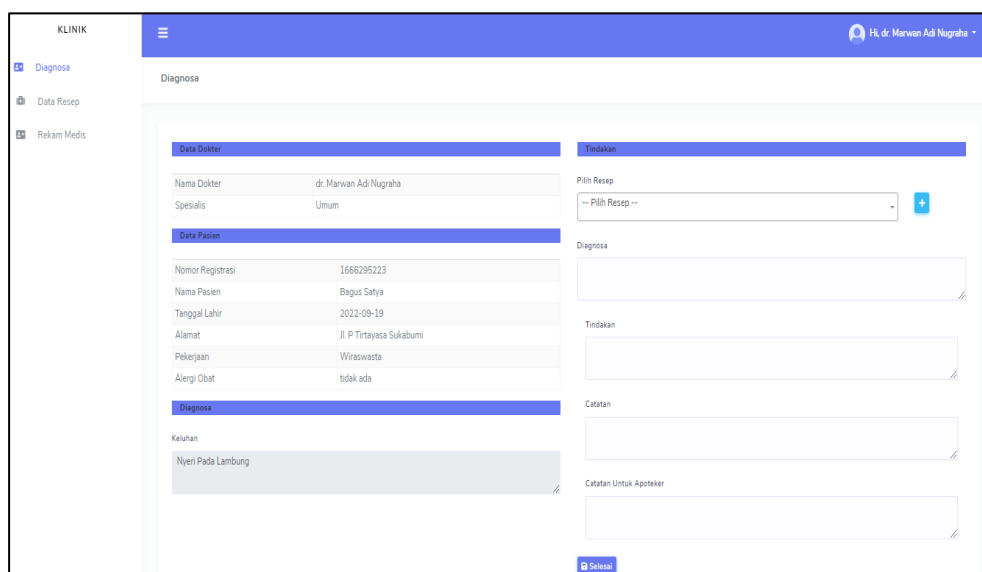 KLINIK
Hi, dr. Marwan Adi Nugraha
Diagnosa
Data Resep
Rekam Medis
Diagnosa
Data Dokter
Nama Dokter dr. Marwan Adi Nugraha
Spesialis Umum
Data Pasien
Nomor Registrasi 1666295223
Nama Pasien Bagus Satya
Tanggal Lahir 2022-09-19
Alamat Jl. P Tirtayasa Sukabumi
Pekerjaan Wiraswasta
Alergi Obat tidak ada
Diagnosa
Keluhan
Nyeri Pada Lambung
Tindakan
Pilih Resep
-- Pilih Resep --
+
Diagnosa
Tindakan
Catatan
Catatan Untuk Apoteker
Selesai